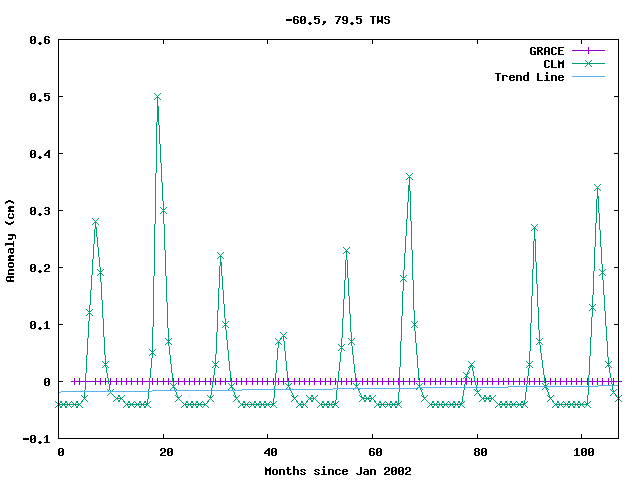 -60.5, 79.5 TWS
GRACE
CLM
Trend Line
0.6
0.5
0.4
0.3
0.2
0.1
0
-0.1
Anomaly (cm)
0 20 40 60 80 100
Months since Jan 2002